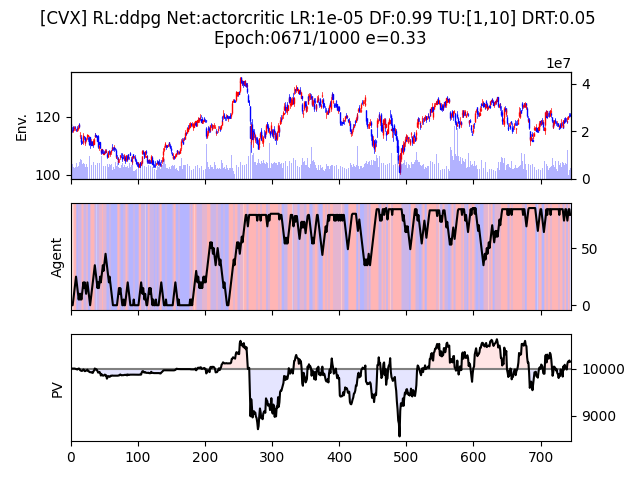 [CVX] RL:ddpg Net:actorcritic LR:1e-05 DF:0.99 TU:[1,10] DRT:0.05
Epoch:0671/1000 e=0.33
1e7
Env.
120
100
4
2
0
Agent
50
0
PV
10000
9000
0 100 200 300 400 500 600 700